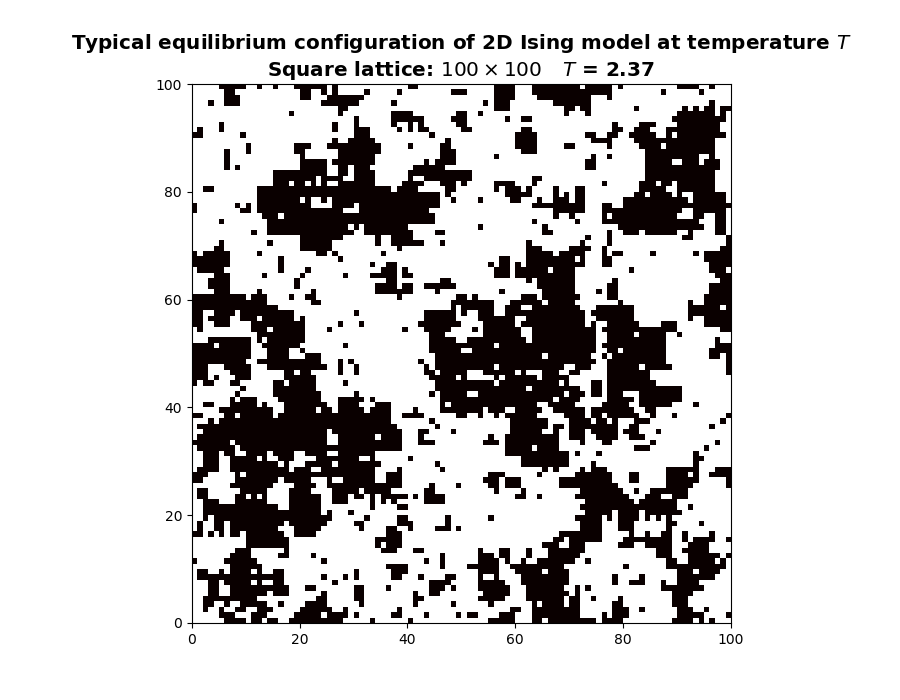 Typical equilibrium configuration of 2D Ising model at temperature T
Square lattice: 100 × 100 T = 2.37
100
80
60
40
20
0
0 20 40 60 80 100